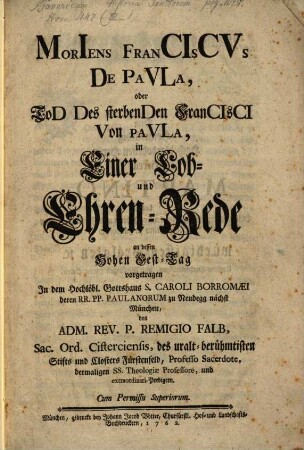 MorIens FranCIsCVs
De PaVLa,
oder
ToD Des sterbenDen FranCIsCI
Von PaVLa,
in
Einer Lob-
und
Ehren-Rede
an dessen
Hohen Fest-Tag
vorgetragen
In dem Hochlöbl. Gottshaus S. CAROLI BORROMÆI
deren RR. PP. PAULANORUM zu Neudegg nächst
München,
von
ADM. REV. P. REMIGIO FALB,
Sac. Ord. Cisterciensis, des uralt-berühmtisten
Stifts und Closters Fürstenfeld, Professo Sacerdote,
dermaligen SS. Theologiæ Professore, und
extraordinari-Predigern.
Cum Permissu Superiorum.
München, gedruckt bey Johann Jacob Vötter, Churfürstl. Hof- und Landschafts-
Buchdruckern, 1762.